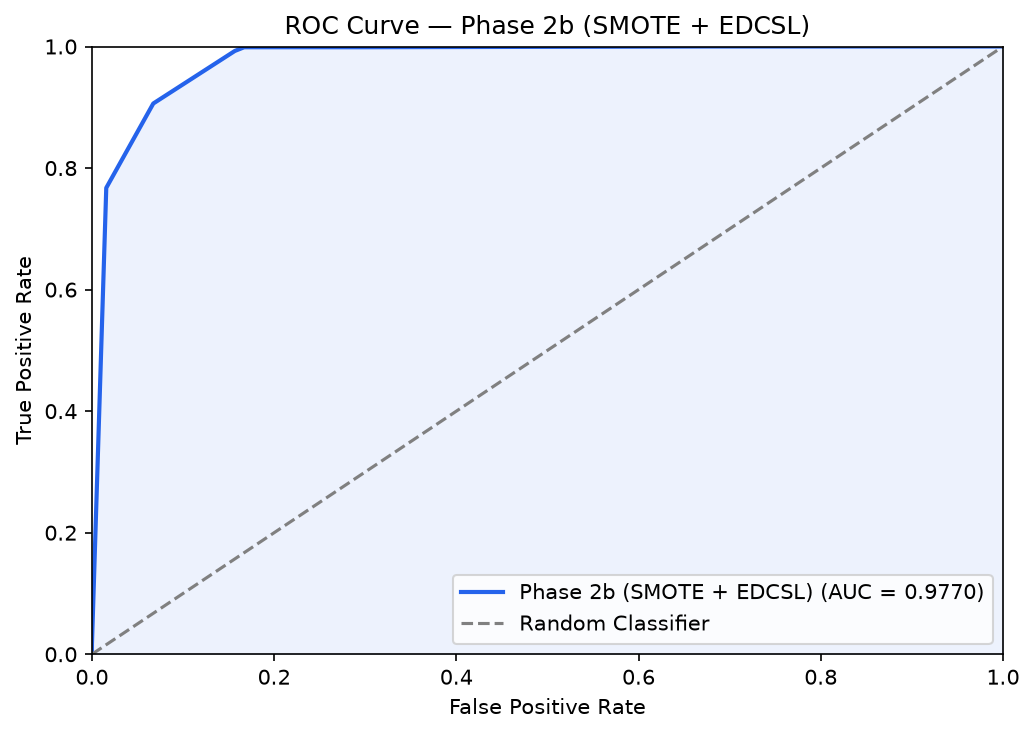 ROC Curve — Phase 2b (SMOTE + EDCSL)
True Positive Rate
1.0
0.8
0.6
0.4
0.2
0.0
Phase 2b (SMOTE + EDCSL) (AUC = 0.9770)
Random Classifier
0.0 0.2 0.4 0.6 0.8 1.0
False Positive Rate